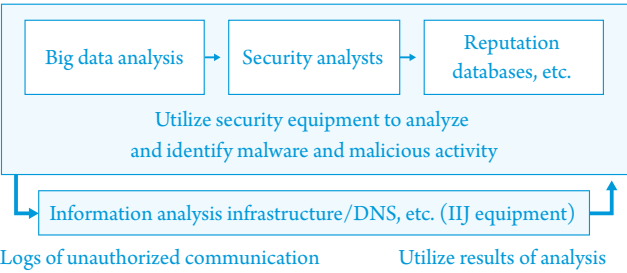 Big data analysis
Security analysts
Reputation
databases, etc.
Utilize security equipment to analyze
and identify malware and malicious activity
Information analysis infrastructure/DNS, etc. (IIJ equipment)
Logs of unauthorized communication
Utilize results of analysis